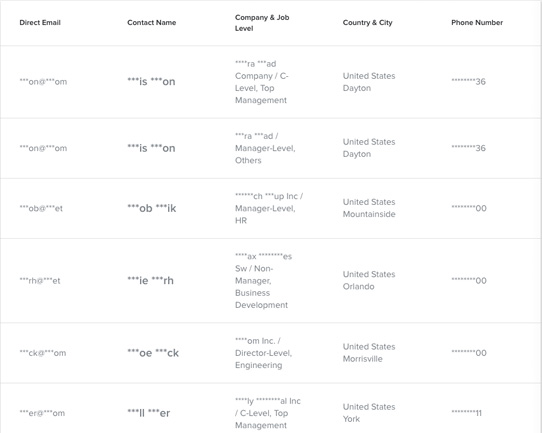 Direct Email
Contact Name
Company & Job
Level
Country & City
Phone Number
***on@***om
***is ***on
****ra ***ad
Company / C-
Level, Top
Management
United States
Dayton
********36
***on@***om
***is ***on
***ra ***ad /
Manager-Level,
Others
United States
Dayton
********36
***ob@***et
***ob ***ik
******ch ***up Inc /
Manager-Level,
HR
United States
Mountainside
********00
***rh@***et
***ie ***rh
****ax ********es
Sw / Non-
Manager,
Business
Development
United States
Orlando
********00
***ck@***om
***oe ***ck
****om Inc. /
Director-Level,
Engineering
United States
Morrisville
********00
***er@***om
***ll ***er
****ly ********al Inc
/ C-Level, Top
Management
United States
York
********11